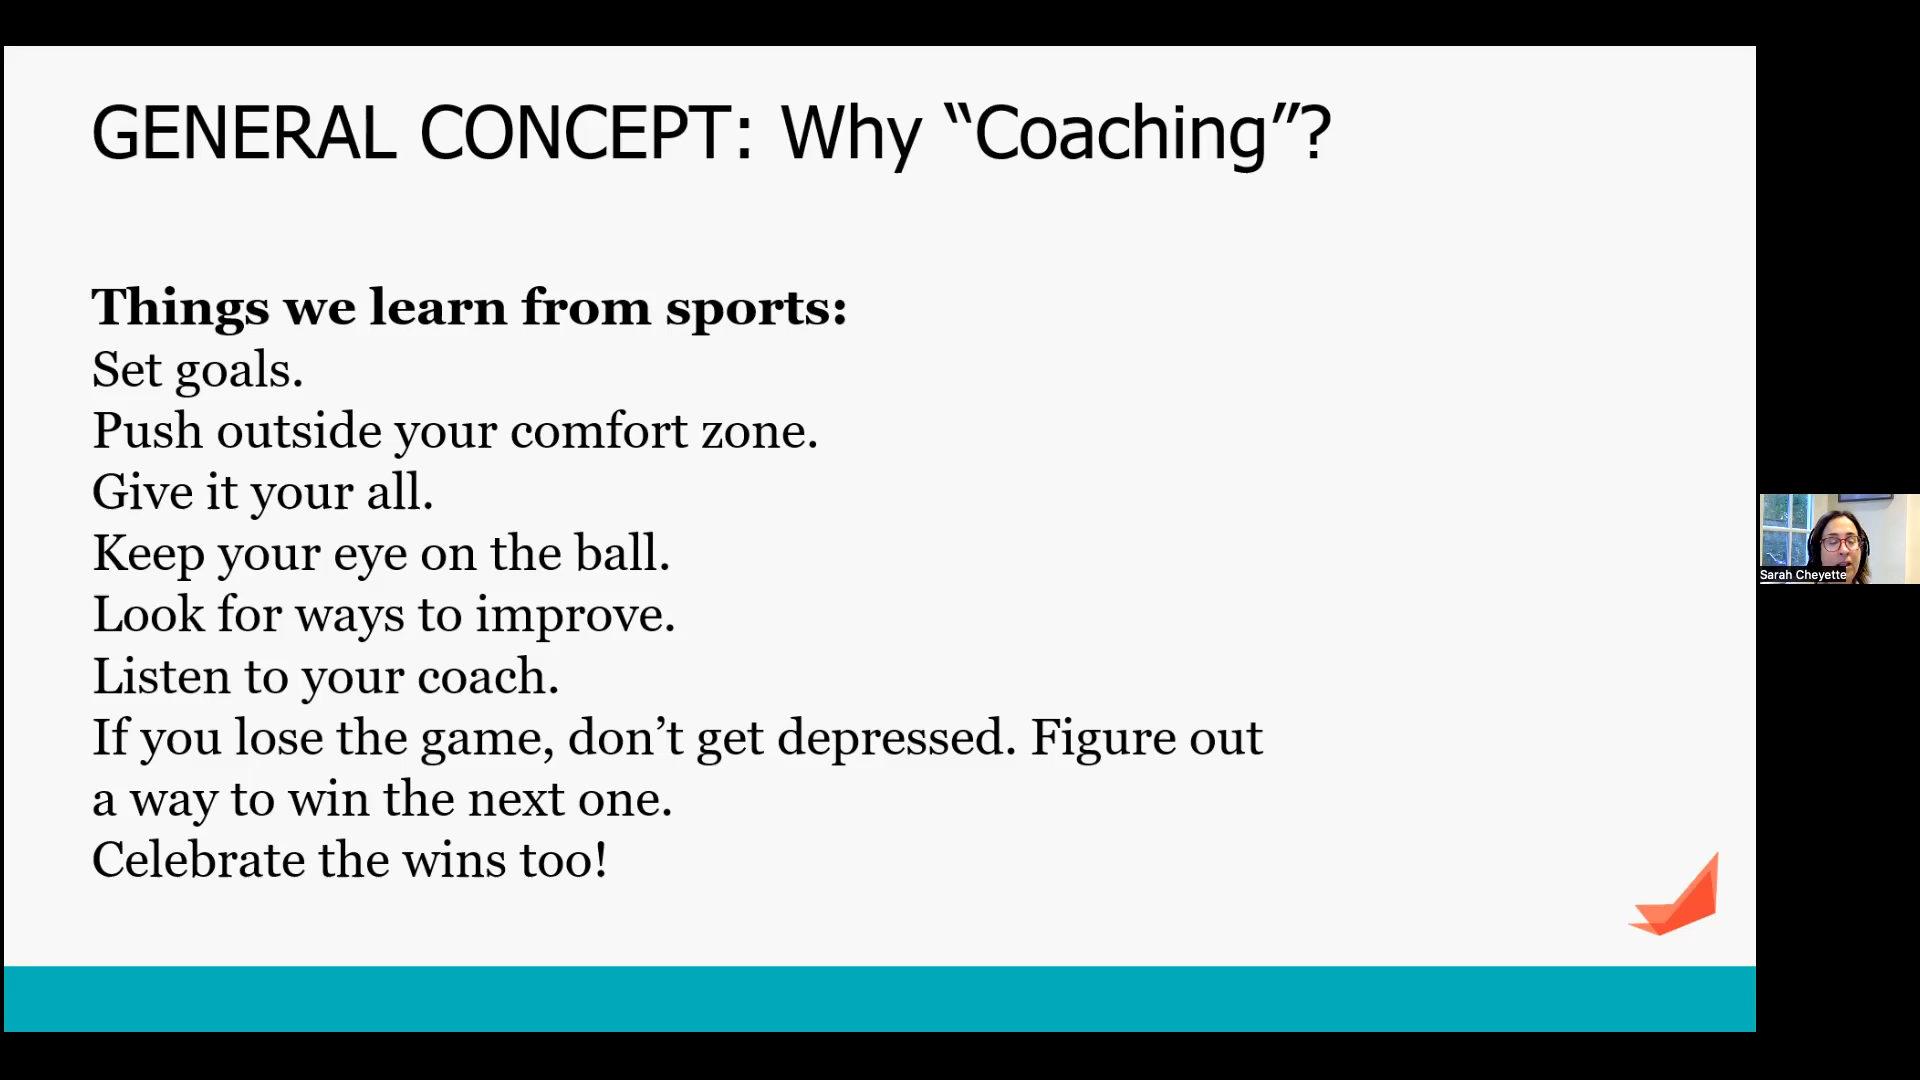 GENERAL CONCEPT: Why “Coaching”?
Things we learn from sports:
Set goals.
Push outside your comfort zone.
Give it your all.
Keep your eye on the ball.
Look for ways to improve.
Listen to your coach.
If you lose the game, don’t get depressed. Figure out
a way to win the next one.
Celebrate the wins too!
Sarah Cheyette